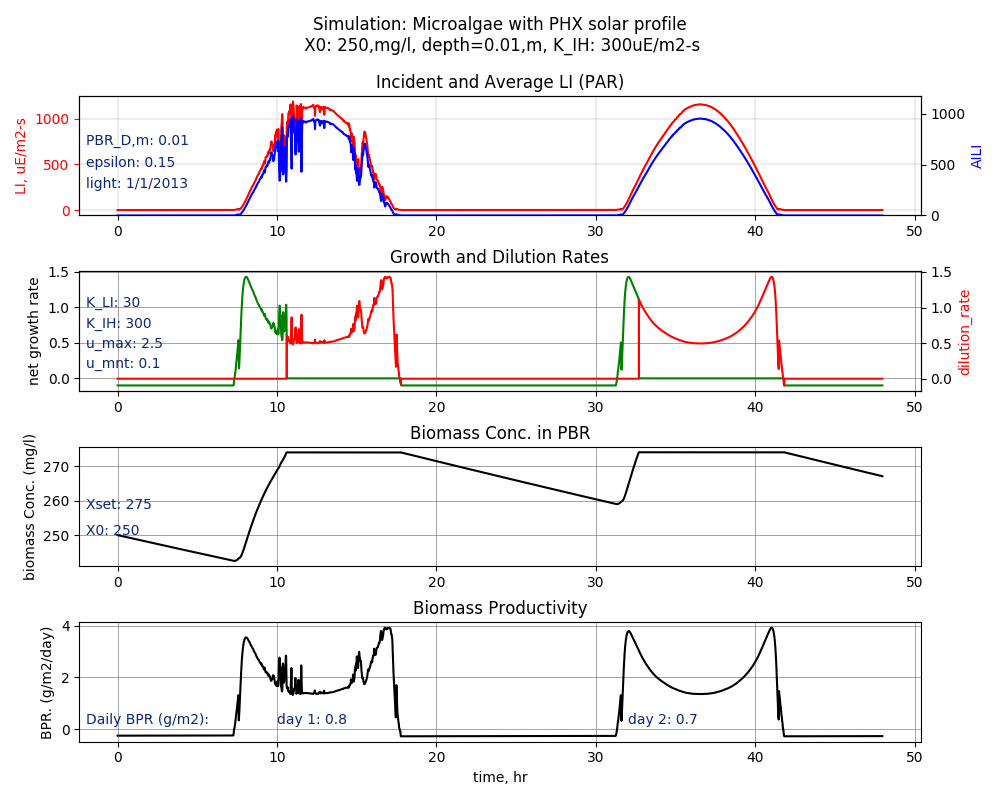 Simulation: Microalgae with PHX solar profile
X0: 250,mg/l, depth=0.01,m, K_IH: 300uE/m2-s
Incident and Average LI (PAR)
LI, uE/m2-s
1000
500
0
PBR_D,m: 0.01
epsilon: 0.15
light: 1/1/2013
1000
500
0
AILI
0 10 20 30 40 50
Growth and Dilution Rates
net growth rate
1.5
1.0
0.5
0.0
K_LI: 30
K_IH: 300
u_max: 2.5
u_mnt: 0.1
1.5
1.0
0.5
0.0
dilution_rate
0 10 20 30 40 50
Biomass Conc. in PBR
biomass Conc. (mg/l)
270
260
250
Xset: 275
X0: 250
0 10 20 30 40 50
Biomass Productivity
BPR. (g/m2/day)
4
2
0
Daily BPR (g/m2): day 1: 0.8 day 2: 0.7
0 10 20 30 40 50
time, hr